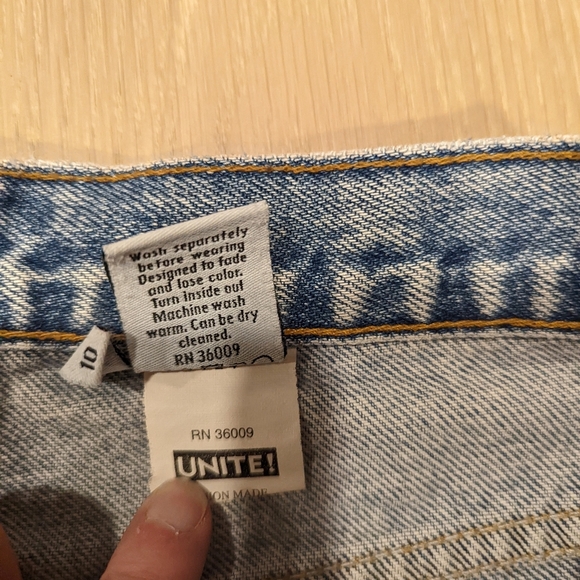 Wash separately
before wearing
Designed to fade
and lose color.
Turn inside out
Machine wash
warm. Can be dry
cleaned.
RN 36009
10
RN 36009
UNITE!
MADE